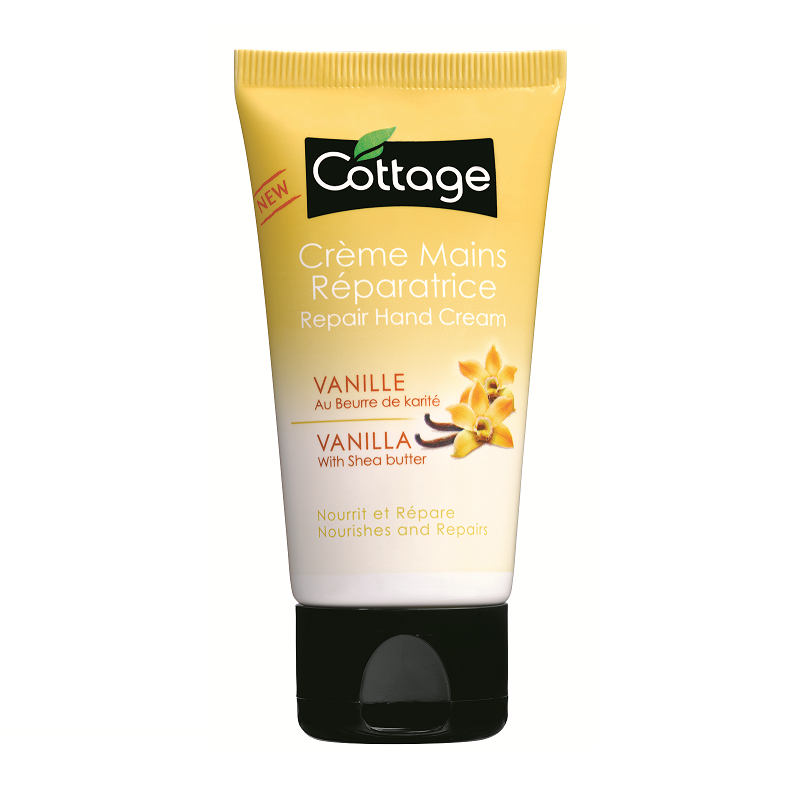 Cottage
NEW
Crème Mains
Réparatrice
Repair Hand Cream
VANILLE
Au Beurre de karité
VANILLA
With Shea butter
Nourrit et Répare
Nourishes and Repairs